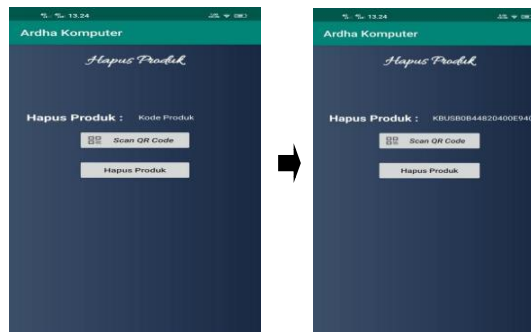 13.24
Ardha Komputer
Hapus Produk
Hapus Produk : Kode Produk
Scan QR Code
Hapus Produk
13.24
Ardha Komputer
Hapus Produk
Hapus Produk :
Scan QR Code
Hapus Produk